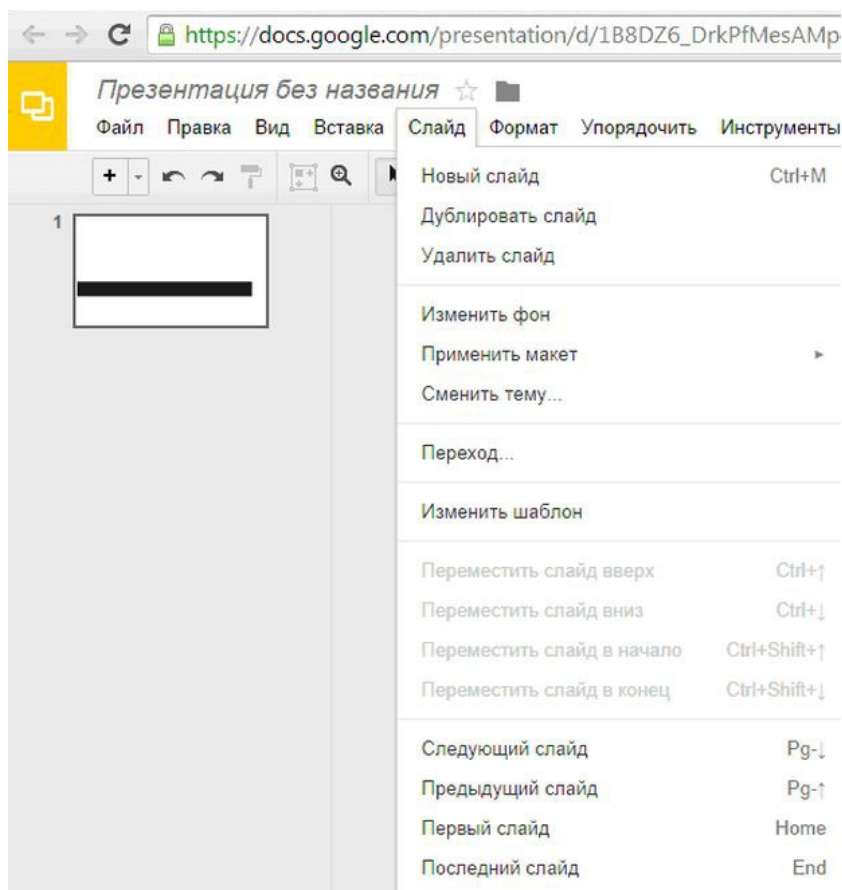 https://docs.google.com/presentation/d/1B8DZ6_DrkPfMesAMp
Презентация без названия
Файл Правка Вид Вставка Слайд Формат Упорядочить Инструменты
Новый слайд Ctrl+M
Дублировать слайд
Удалить слайд
1
Изменить фон
Применить макет
Сменить тему...
Переход...
Изменить шаблон
Переместить слайд вверх Ctrl+↑
Переместить слайд вниз Ctrl+↓
Переместить слайд в начало Ctrl+Shift+↑
Переместить слайд в конец Ctrl+Shift+↓
Следующий слайд Pg-↓
Предыдущий слайд Pg-↑
Первый слайд Home
Последний слайд End